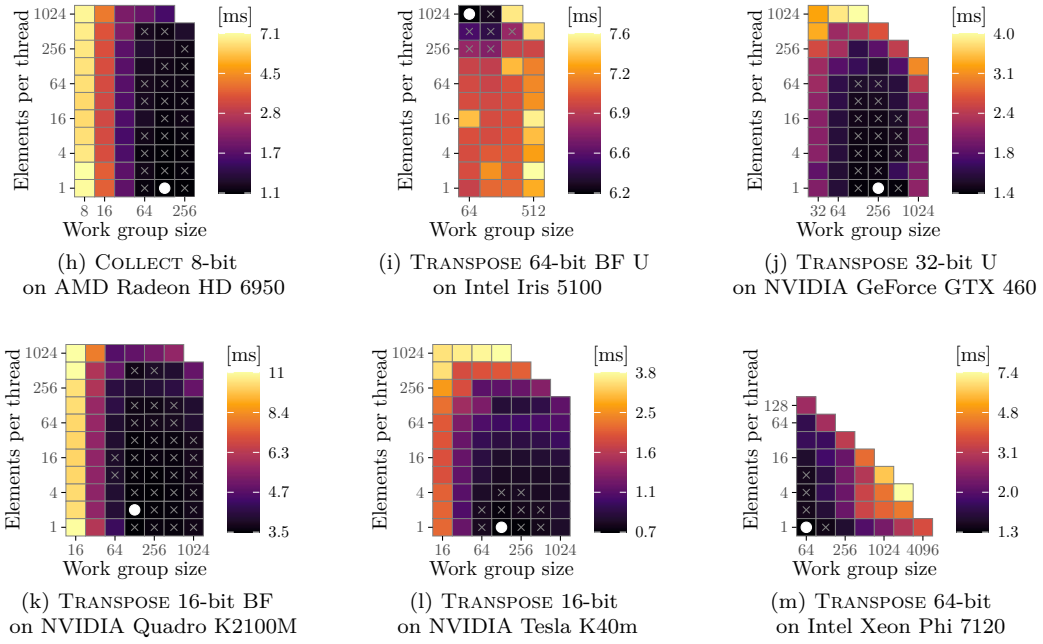 [ms]
[ms]
[ms]
Elements per thread
1024
256
64
16
4
1
7.1
4.5
2.8
1.7
1.1
8 16 64 256
Work group size
(h) COLLECT 8-bit
on AMD Radeon HD 6950
Elements per thread
1024
256
64
16
4
1
7.6
7.2
6.9
6.6
6.2
64 512
Work group size
(i) TRANSPOSE 64-bit BF U
on Intel Iris 5100
Elements per thread
1024
256
64
16
4
1
4.0
3.1
2.4
1.8
1.4
32 64 256 1024
Work group size
(j) TRANSPOSE 32-bit U
on NVIDIA GeForce GTX 460
[ms]
[ms]
[ms]
Elements per thread
1024
256
64
16
4
1
11
8.4
6.3
4.7
3.5
16 64 256 1024
Work group size
(k) TRANSPOSE 16-bit BF
on NVIDIA Quadro K2100M
Elements per thread
1024
256
64
16
4
1
3.8
2.5
1.6
1.1
0.7
16 64 256 1024
Work group size
(l) TRANSPOSE 16-bit
on NVIDIA Tesla K40m
Elements per thread
128
64
16
4
1
7.4
4.8
3.1
2.0
1.3
64 256 1024 4096
Work group size
(m) TRANSPOSE 64-bit
on Intel Xeon Phi 7120